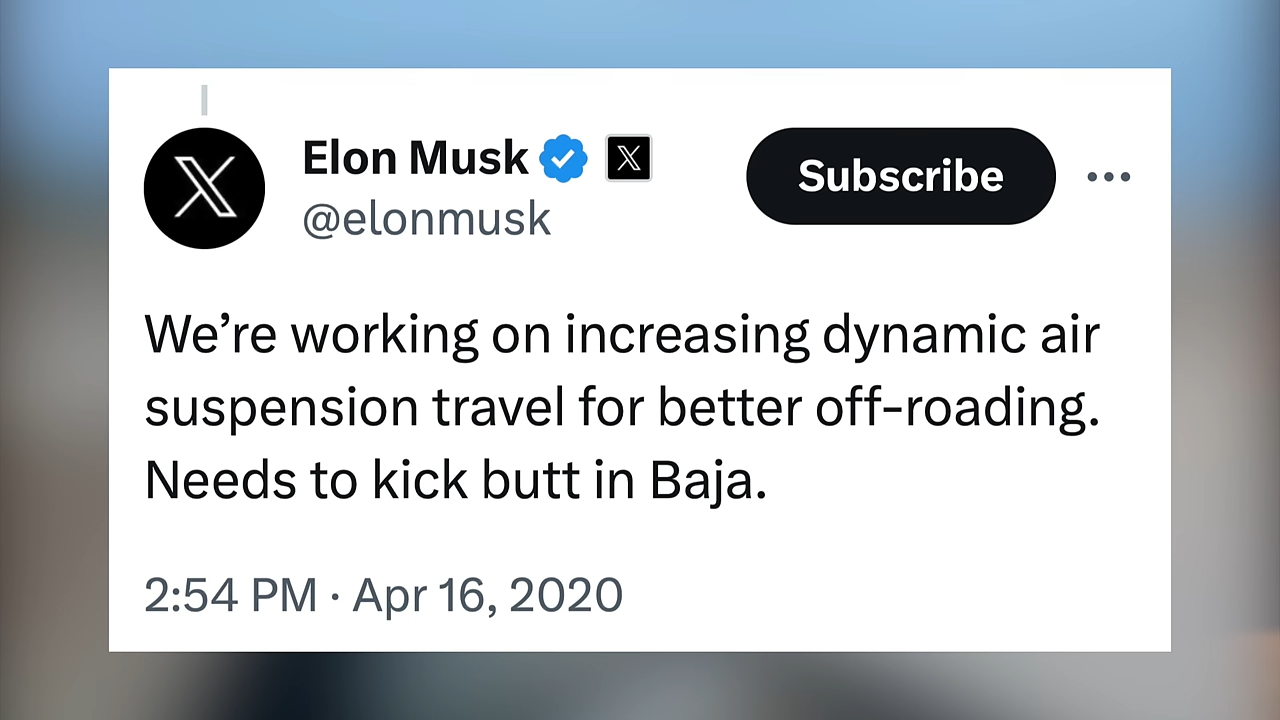 Elon Musk
@elonmusk
Subscribe
We’re working on increasing dynamic air
suspension travel for better off-roading.
Needs to kick butt in Baja.
2:54 PM · Apr 16, 2020